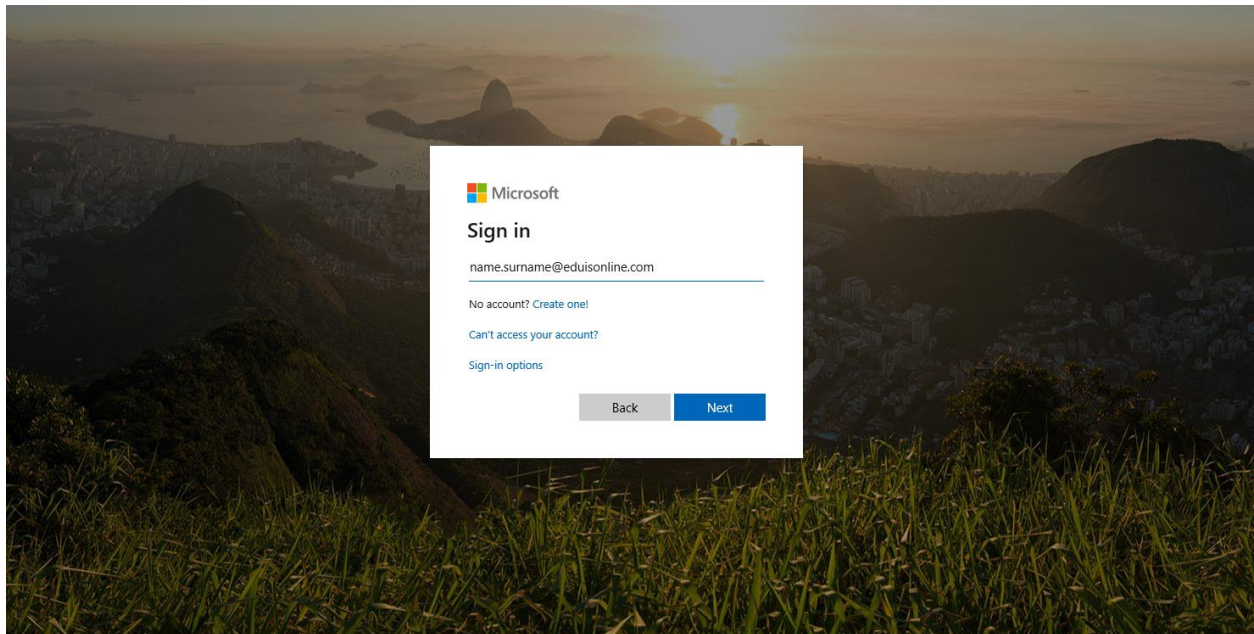 Microsoft
Sign in
name.surname@eduisonline.com
No account? Create one!
Can't access your account?
Sign-in options
Back Next